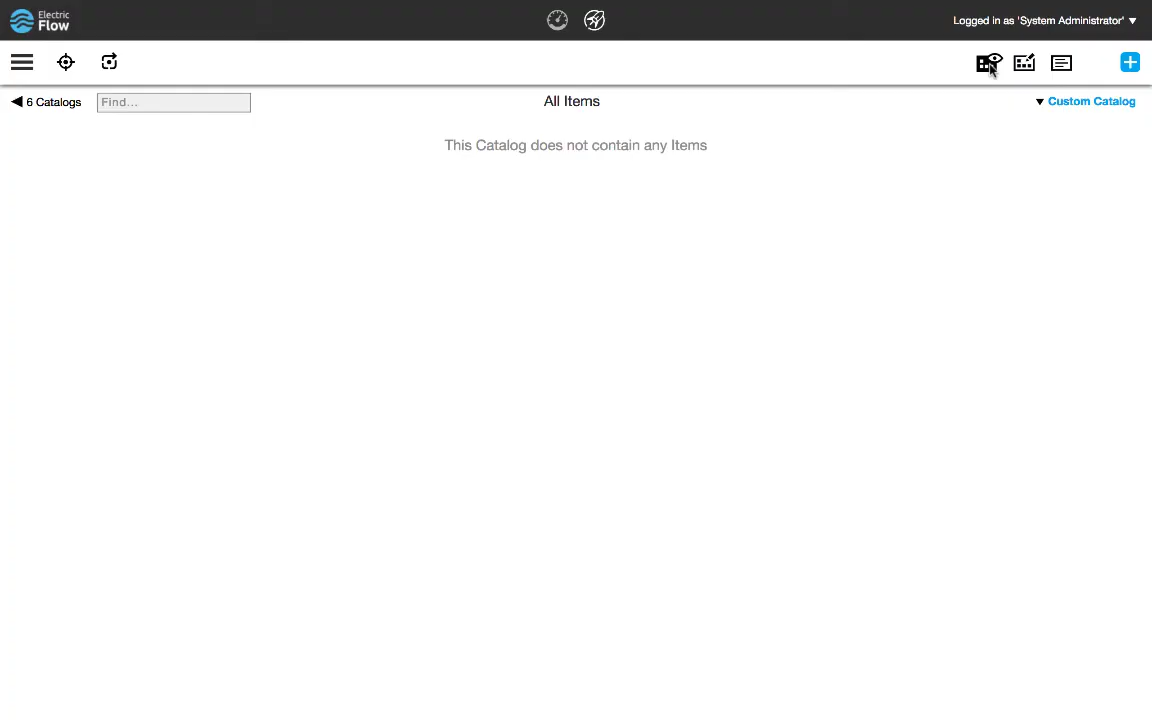 Electric
Flow
Logged in as 'System Administrator' ▼
◀ 6 Catalogs
Find...
All Items
▼ Custom Catalog
This Catalog does not contain any Items